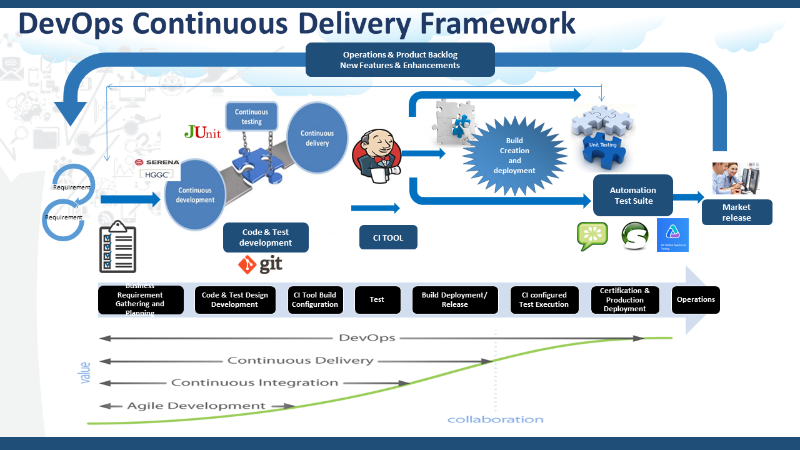 DevOps Continuous Delivery Framework
Operations & Product Backlog
New Features & Enhancements
Continuous
testing
JUnit
Continuous
delivery
Build
Creation
and
deployment
Unit Testing
SERENA
HGGC
Requirement
Requirement
Continuous
development
Automation
Test Suite
Market
release
Code & Test
development
CI TOOL
git
Business
Requirement
Gathering and
Planning
Code & Test Design
Development
CI Tool Build
Configuration
Test
Build Deployment/
Release
CI configured
Test Execution
Certification &
Production
Deployment
Operations
DevOps
Continuous Delivery
Continuous Integration
Agile Development
value
collaboration